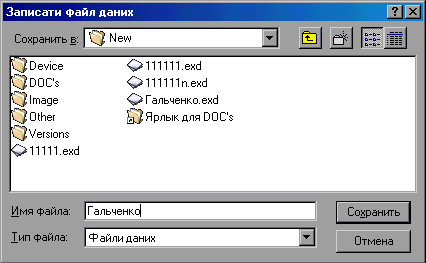 Записати файл даних
Сохранить в: New
Device
DOC's
Image
Other
Versions
11111.exd
111111.exd
111111n.exd
Гальченко.exd
Ярлык для DOC's
Имя файла: Гальченко
Сохранить
Тип файла: Файли даних
Отмена